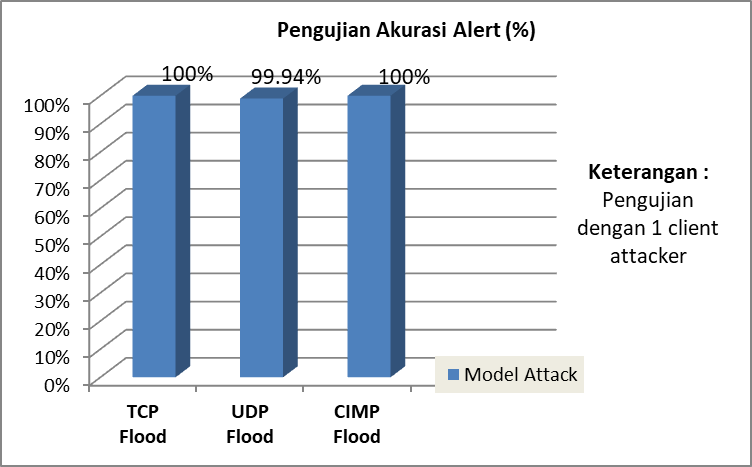 Pengujian Akurasi Alert (%)
100%
99.94%
100%
100%
90%
80%
70%
60%
50%
40%
30%
20%
10%
0%
TCP
Flood
UDP
Flood
CIMP
Flood
Model Attack
Keterangan :
Pengujian
dengan 1 client
attacker